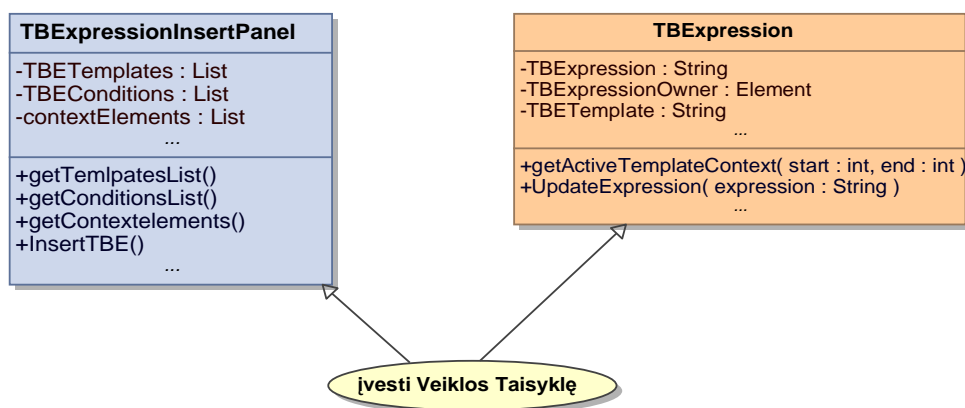 TBExpressionInsertPanel
-TBETemplates : List
-TBEConditions : List
-contextElements : List
...
+getTemlpatesList()
+getConditionsList()
+getContextelements()
+InsertTBE()
...
TBExpression
-TBExpression : String
-TBExpressionOwner : Element
-TBETemplate : String
...
+getActiveTemplateContext( start : int, end : int )
+UpdateExpression( expression : String )
...
įvesti Veiklos Taisyklę